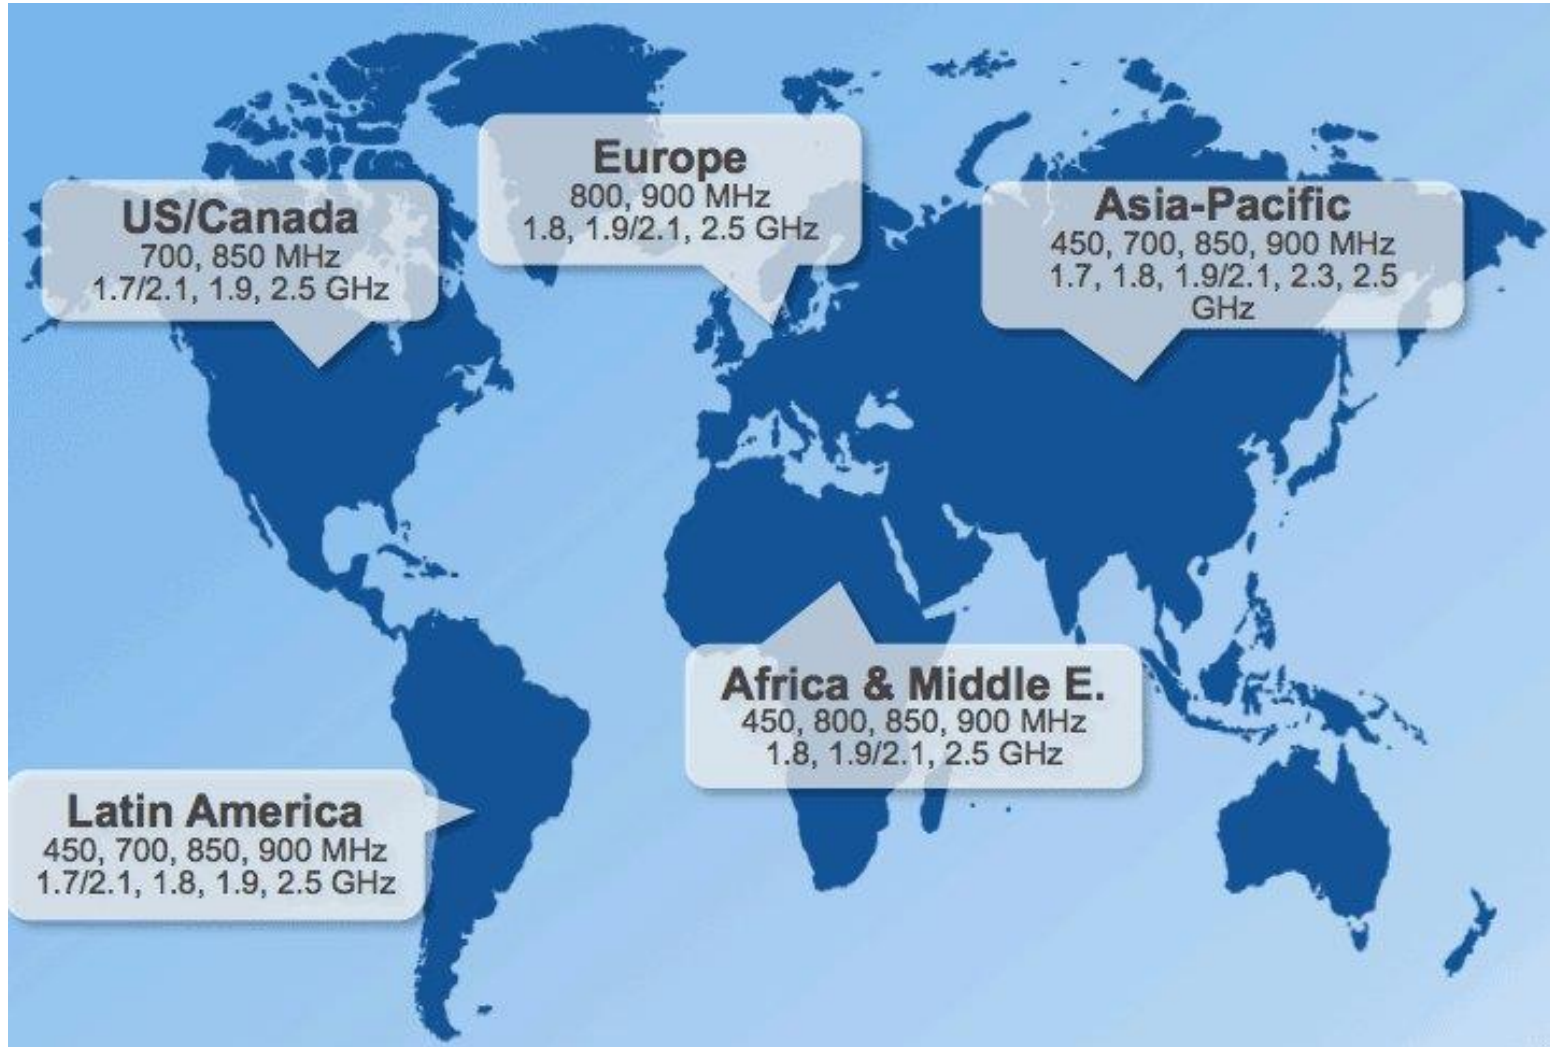 Europe
800, 900 MHz
1.8, 1.9/2.1, 2.5 GHz
US/Canada
700, 850 MHz
1.7/2.1, 1.9, 2.5 GHz
Asia-Pacific
450, 700, 850, 900 MHz
1.7, 1.8, 1.9/2.1, 2.3, 2.5
GHz
Africa & Middle E.
450, 800, 850, 900 MHz
1.8, 1.9/2.1, 2.5 GHz
Latin America
450, 700, 850, 900 MHz
1.7/2.1, 1.8, 1.9, 2.5 GHz